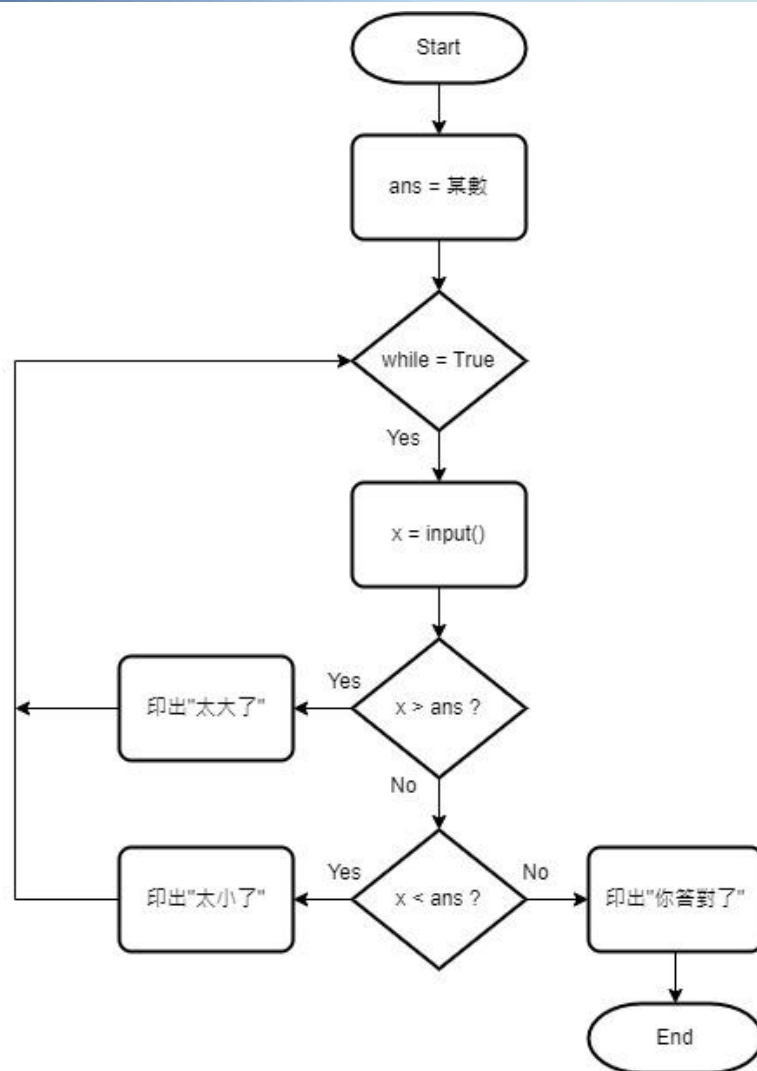 Start
ans = 某數
while = True
Yes
x = input()
x > ans ?
Yes
印出"太大了"
No
x < ans ?
Yes
印出"太小了"
No
印出"你答對了"
End